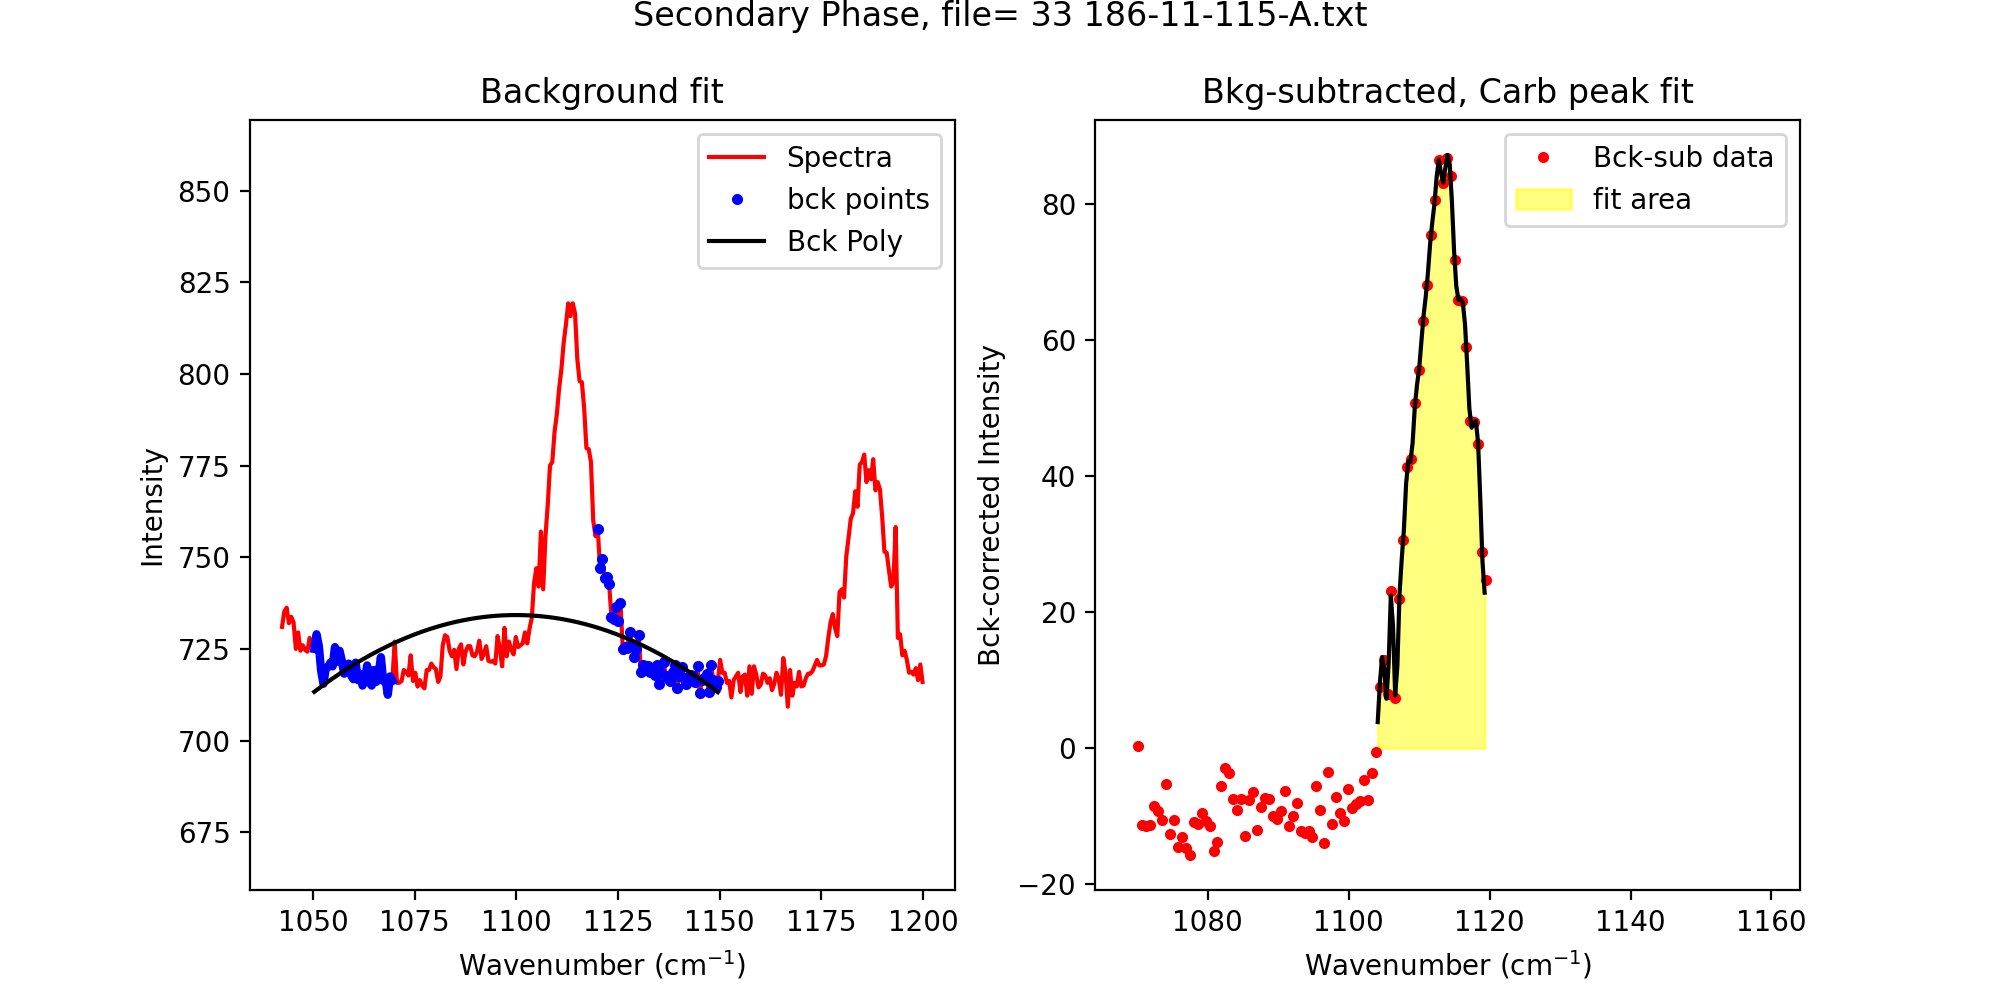 Secondary Phase, file= 33 186-11-115-A.txt
Background fit
Spectra
bck points
Bck Poly
850
825
800
775
750
725
700
675
Intensity
1050 1075 1100 1125 1150 1175 1200
Wavenumber (cm⁻¹)
Bkg-subtracted, Carb peak fit
Bck-sub data
fit area
80
60
40
20
0
−20
Bck-corrected Intensity
1080 1100 1120 1140 1160
Wavenumber (cm⁻¹)